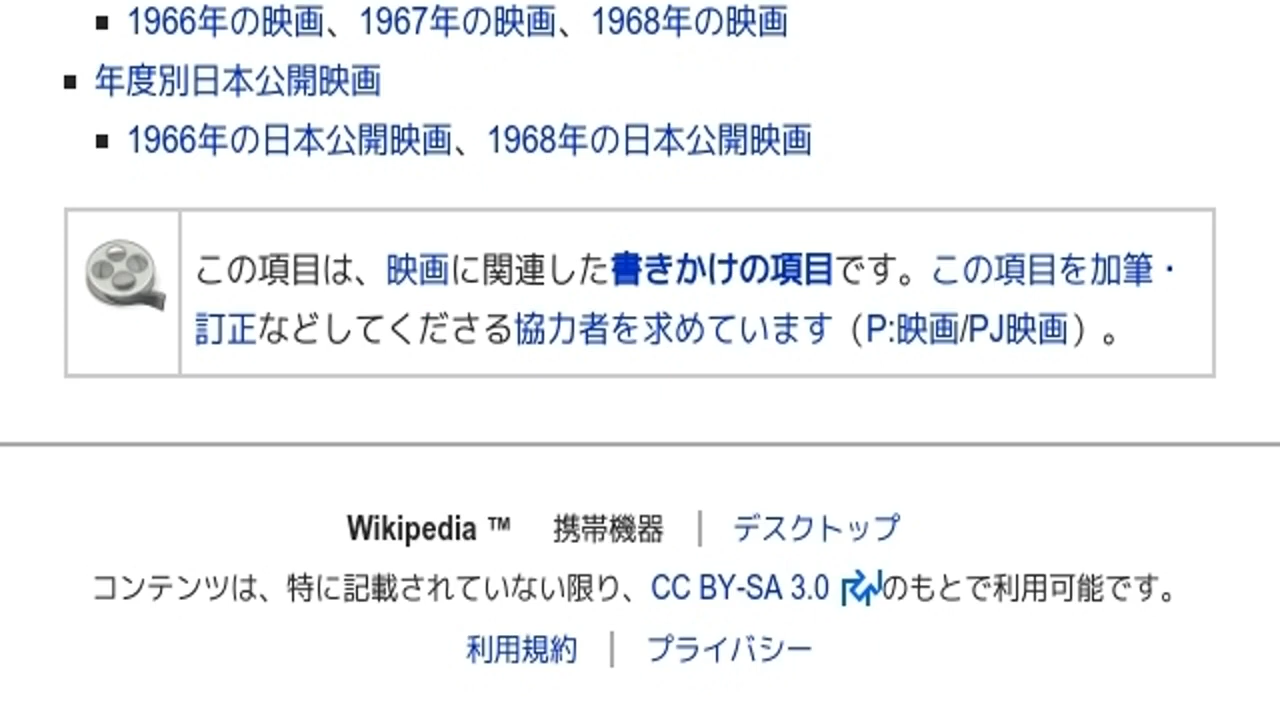 1966年の映画、1967年の映画、1968年の映画
年度別日本公開映画
1966年の日本公開映画、1968年の日本公開映画
この項目は、映画に関連した書きかけの項目です。この項目を加筆・
訂正などしてくださる協力者を求めています（P:映画/PJ映画）。
Wikipedia ™ 携帯機器 | デスクトップ
コンテンツは、特に記載されていない限り、CC BY-SA 3.0 のもとで利用可能です。
利用規約 | プライバシー